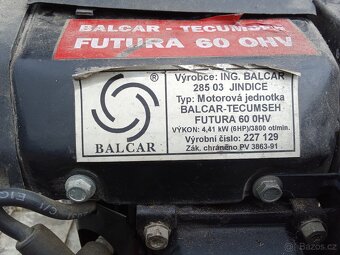 BALCAR - TECUMSEH
FUTURA 60 OHV
Výrobce: ING. BALCAR
285 03 JINDICE
Typ: Motorová jednotka
BALCAR-TECUMSEH
FUTURA 60 OHV
VÝKON: 4,41 kW (6HP)/3800 ot/min.
Výrobní číslo: 227 129
Zák. chráněno PV 3863-91
®
BALCAR
Bazos.cz